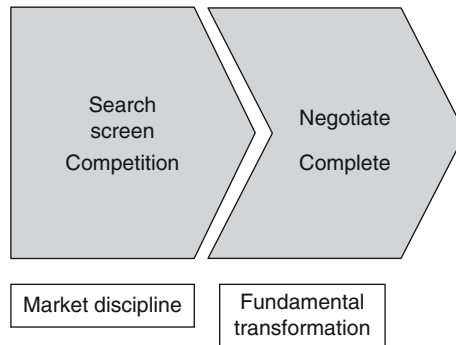 Search
screen
Competition
Negotiate
Complete
Market discipline
Fundamental
transformation